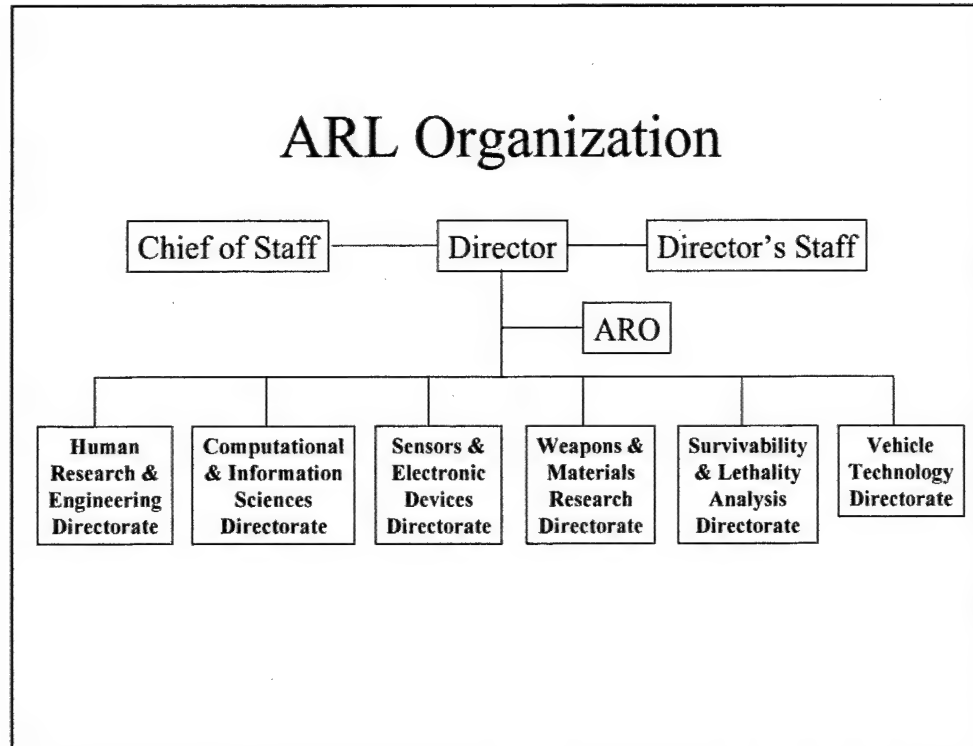 ARL Organization
Chief of Staff
Director
Director's Staff
ARO
Human
Research &
Engineering
Directorate
Computational
& Information
Sciences
Directorate
Sensors &
Electronic
Devices
Directorate
Weapons &
Materials
Research
Directorate
Survivability
& Lethality
Analysis
Directorate
Vehicle
Technology
Directorate